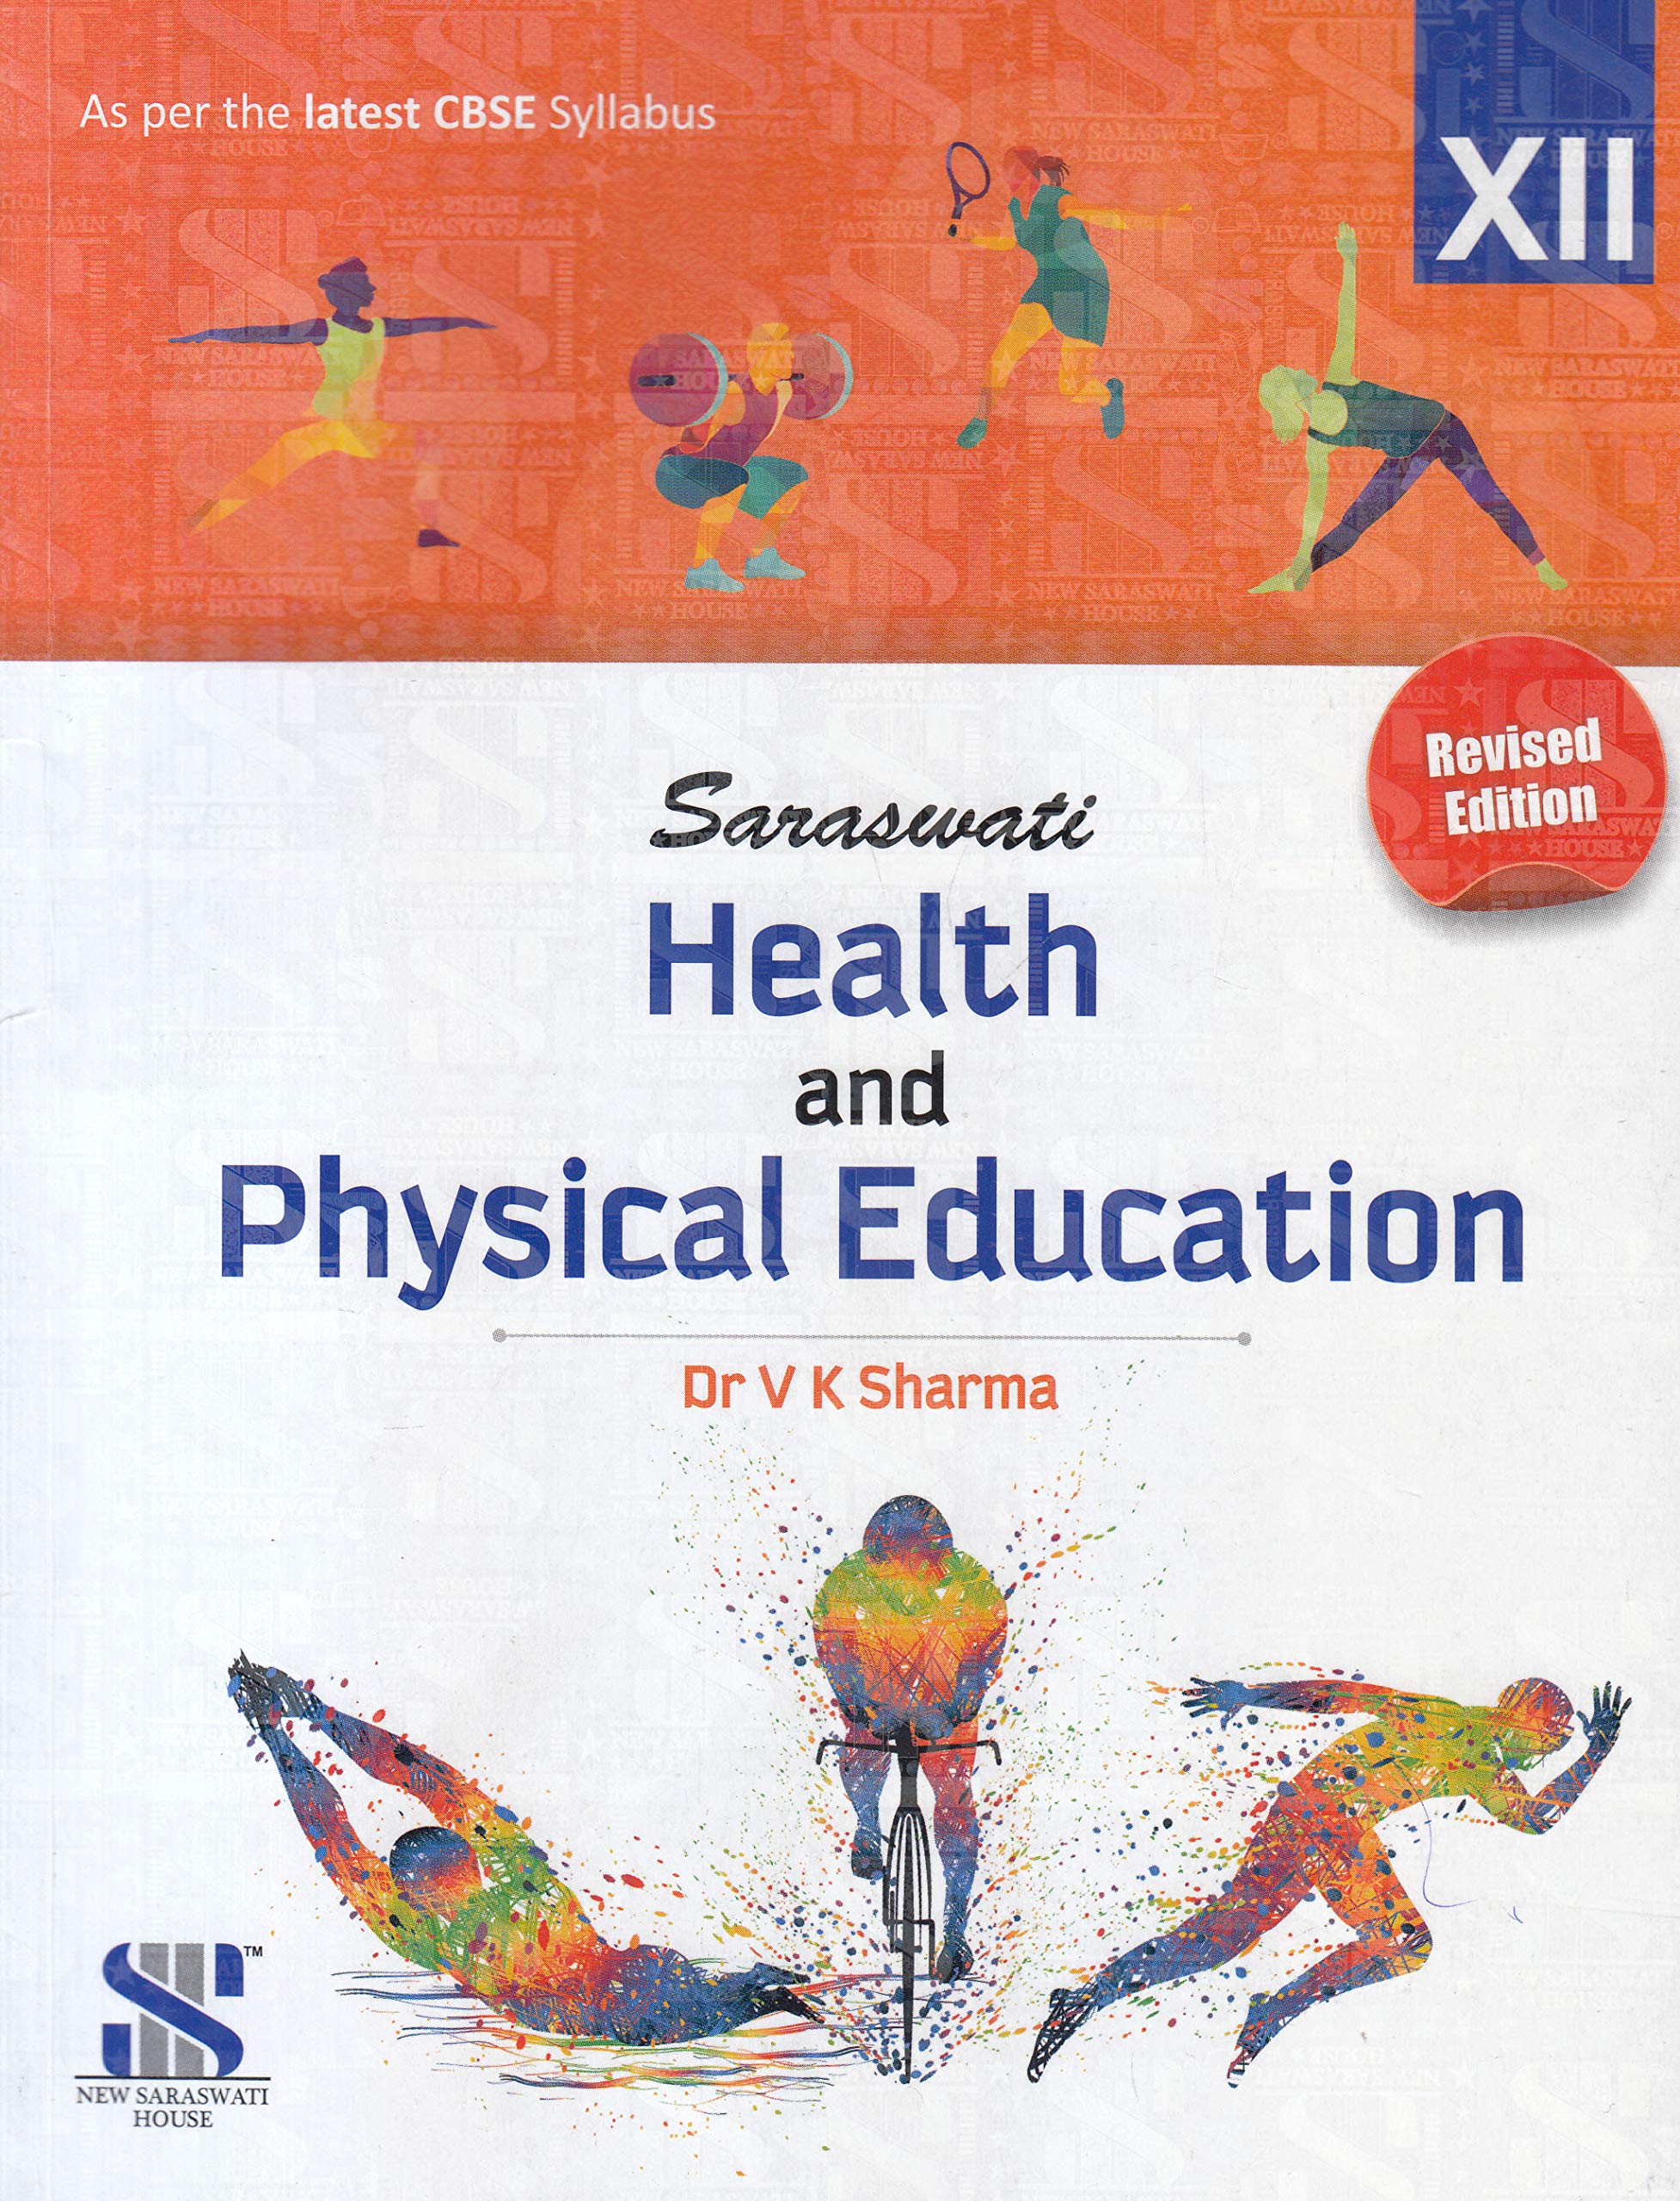 As per the latest CBSE Syllabus
XII
Revised
Edition
Saraswati
Health
and
Physical Education
Dr V K Sharma
TM
NEW SARASWATI
HOUSE